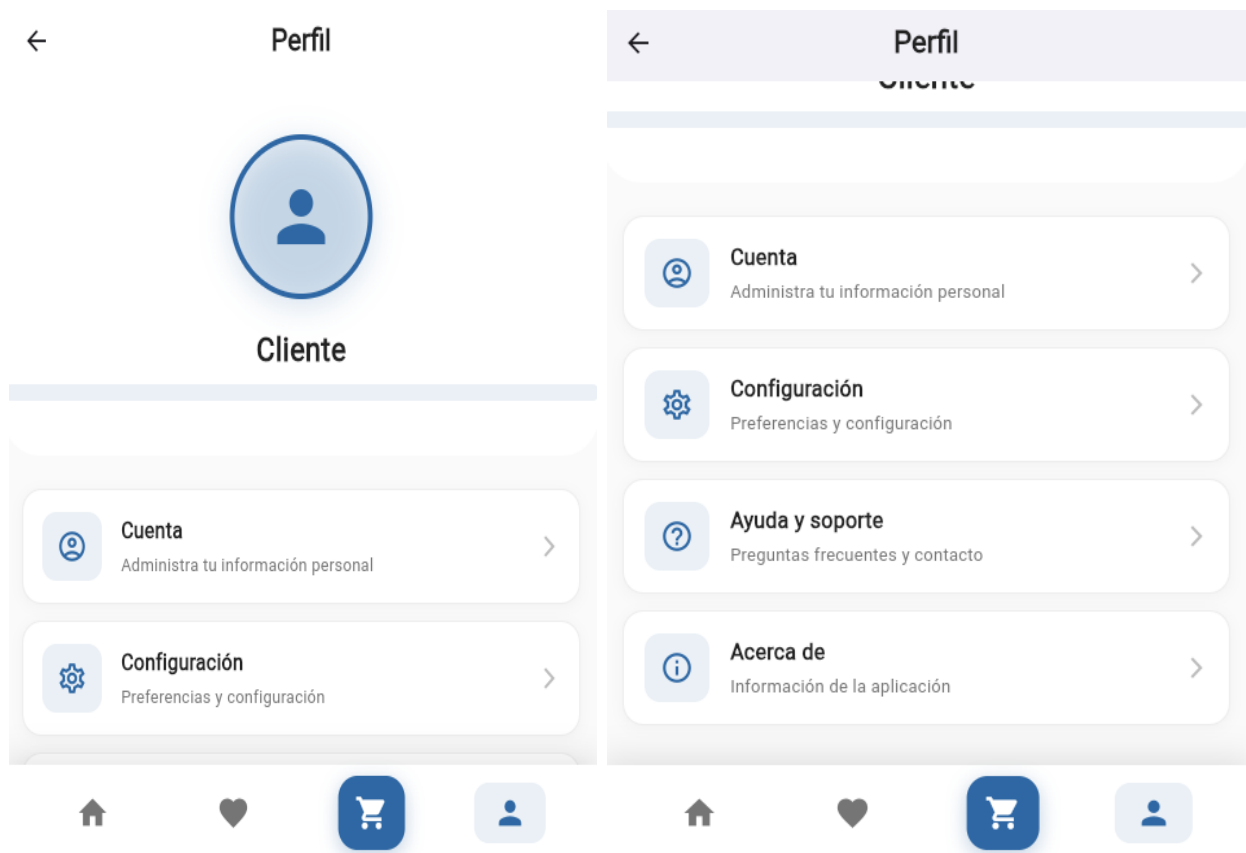 Perfil
Cliente
Cuenta
Administra tu información personal
Configuración
Preferencias y configuración
Perfil
Cliente
Cuenta
Administra tu información personal
Configuración
Preferencias y configuración
Ayuda y soporte
Preguntas frecuentes y contacto
Acerca de
Información de la aplicación